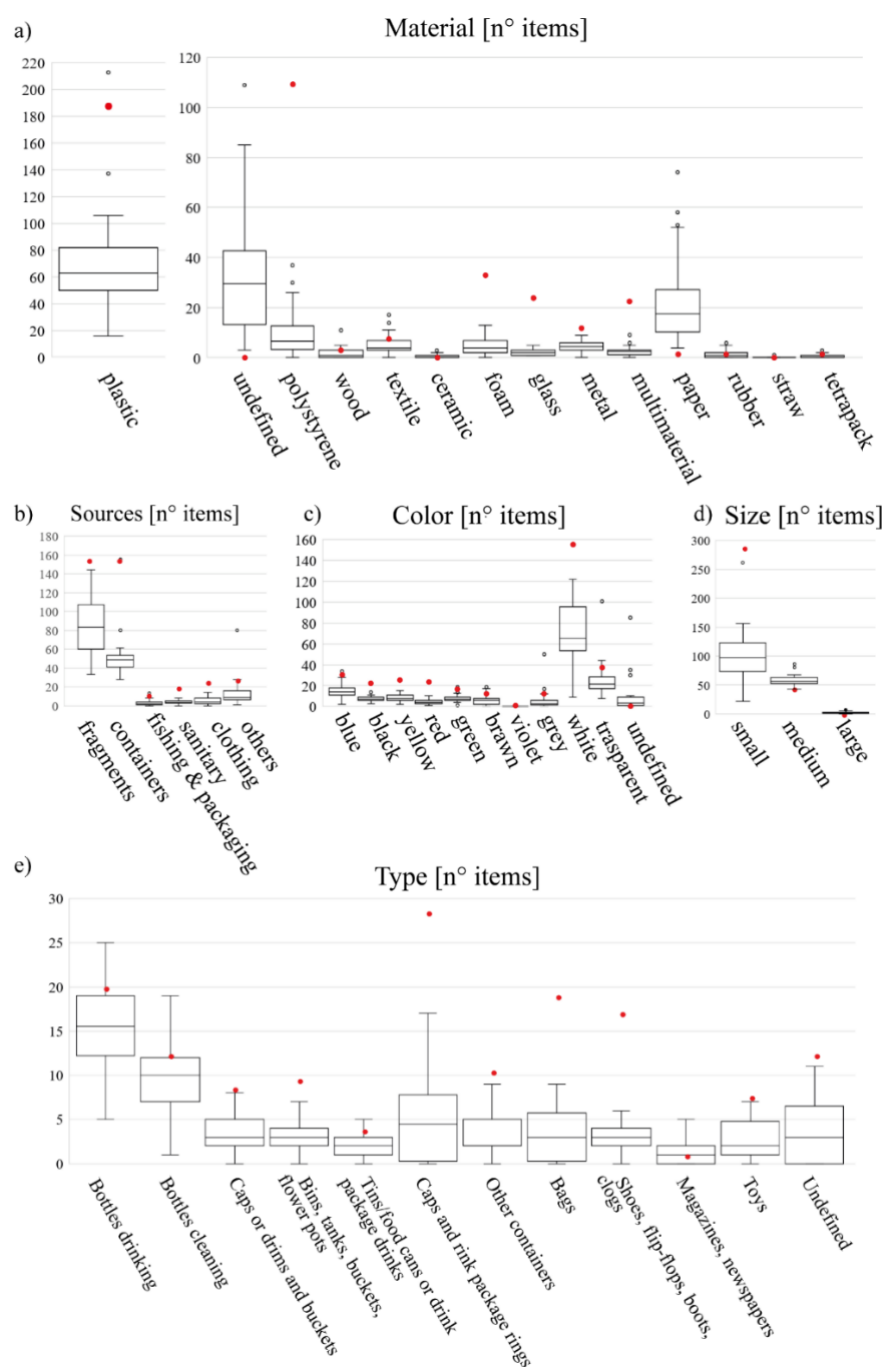 a)
Material [n° items]
220
200
180
160
140
120
100
80
60
40
20
0
plastic
120
100
80
60
40
20
0
undefined
polystyrene
wood
textile
ceramic
foam
glass
metal
multimaterial
paper
rubber
straw
tetrapack
b)
Sources [n° items]
180
160
140
120
100
80
60
40
20
0
fragments
containers
fishing & packaging
sanitary
clothing
others
c)
Color [n° items]
160
140
120
100
80
60
40
20
0
blue
black
yellow
red
green
brawn
violet
grey
white
trasparent
undefined
d)
Size [n° items]
300
250
200
150
100
50
0
small
medium
large
e)
Type [n° items]
30
25
20
15
10
5
0
Bottles drinking
Bottles cleaning
Caps or drims and buckets
Bins, tanks, buckets,
flower pots
Tins/food cans or drink
package drinks
Caps and rink package rings
Other containers
Bags
Shoes, flip-flops, boots,
clogs
Magazines, newspapers
Toys
Undefined